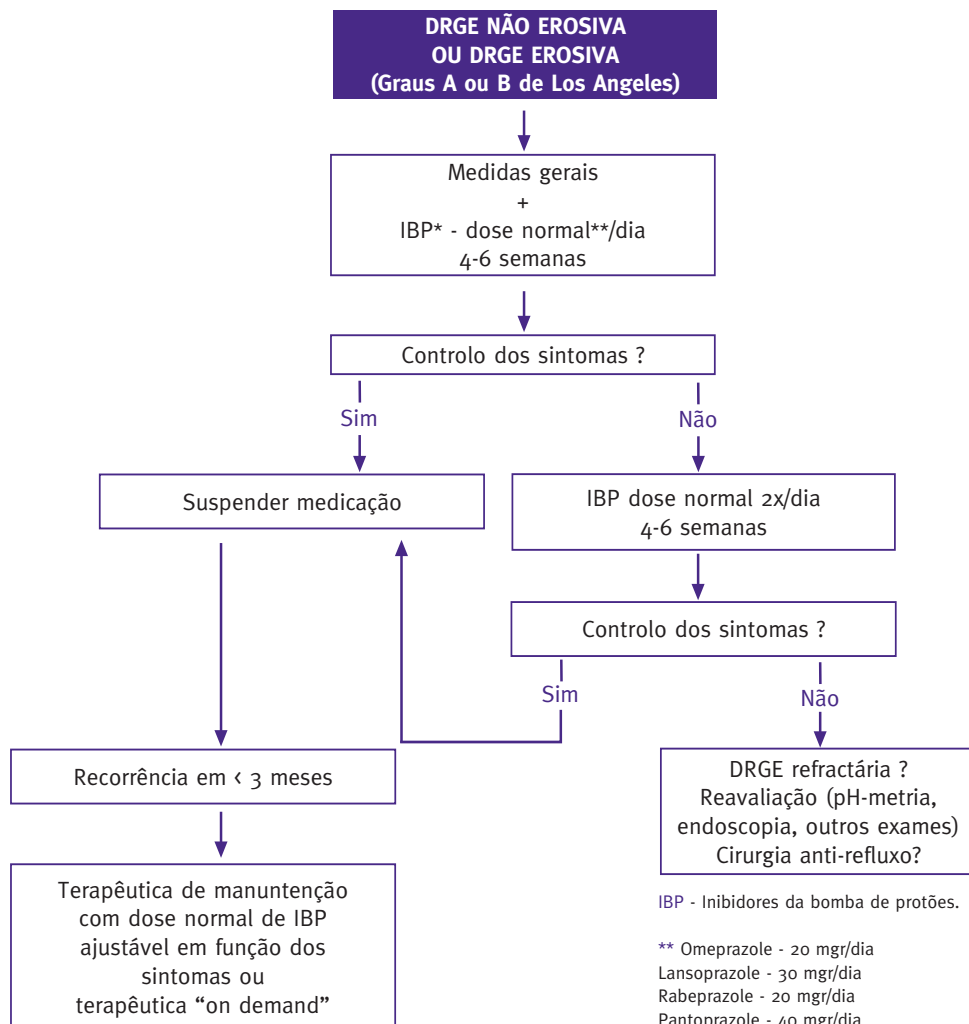 DRGE NÃO EROSIVA
OU DRGE EROSIVA
(Graus A ou B de Los Angeles)
Medidas gerais
+
IBP* - dose normal**/dia
4-6 semanas
Controlo dos sintomas ?
Sim
Não
Suspender medicação
IBP dose normal 2x/dia
4-6 semanas
Controlo dos sintomas ?
Sim
Não
Recorrência em < 3 meses
DRGE refractária ?
Reavaliação (pH-metria,
endoscopia, outros exames)
Cirurgia anti-refluxo?
Terapêutica de manuntenção
com dose normal de IBP
ajustável em função dos
sintomas ou
terapêutica “on demand”
IBP - Inibidores da bomba de protões.
** Omeprazole - 20 mgr/dia
Lansoprazole - 30 mgr/dia
Rabeprazole - 20 mgr/dia
Pantoprazole - 40 mgr/dia